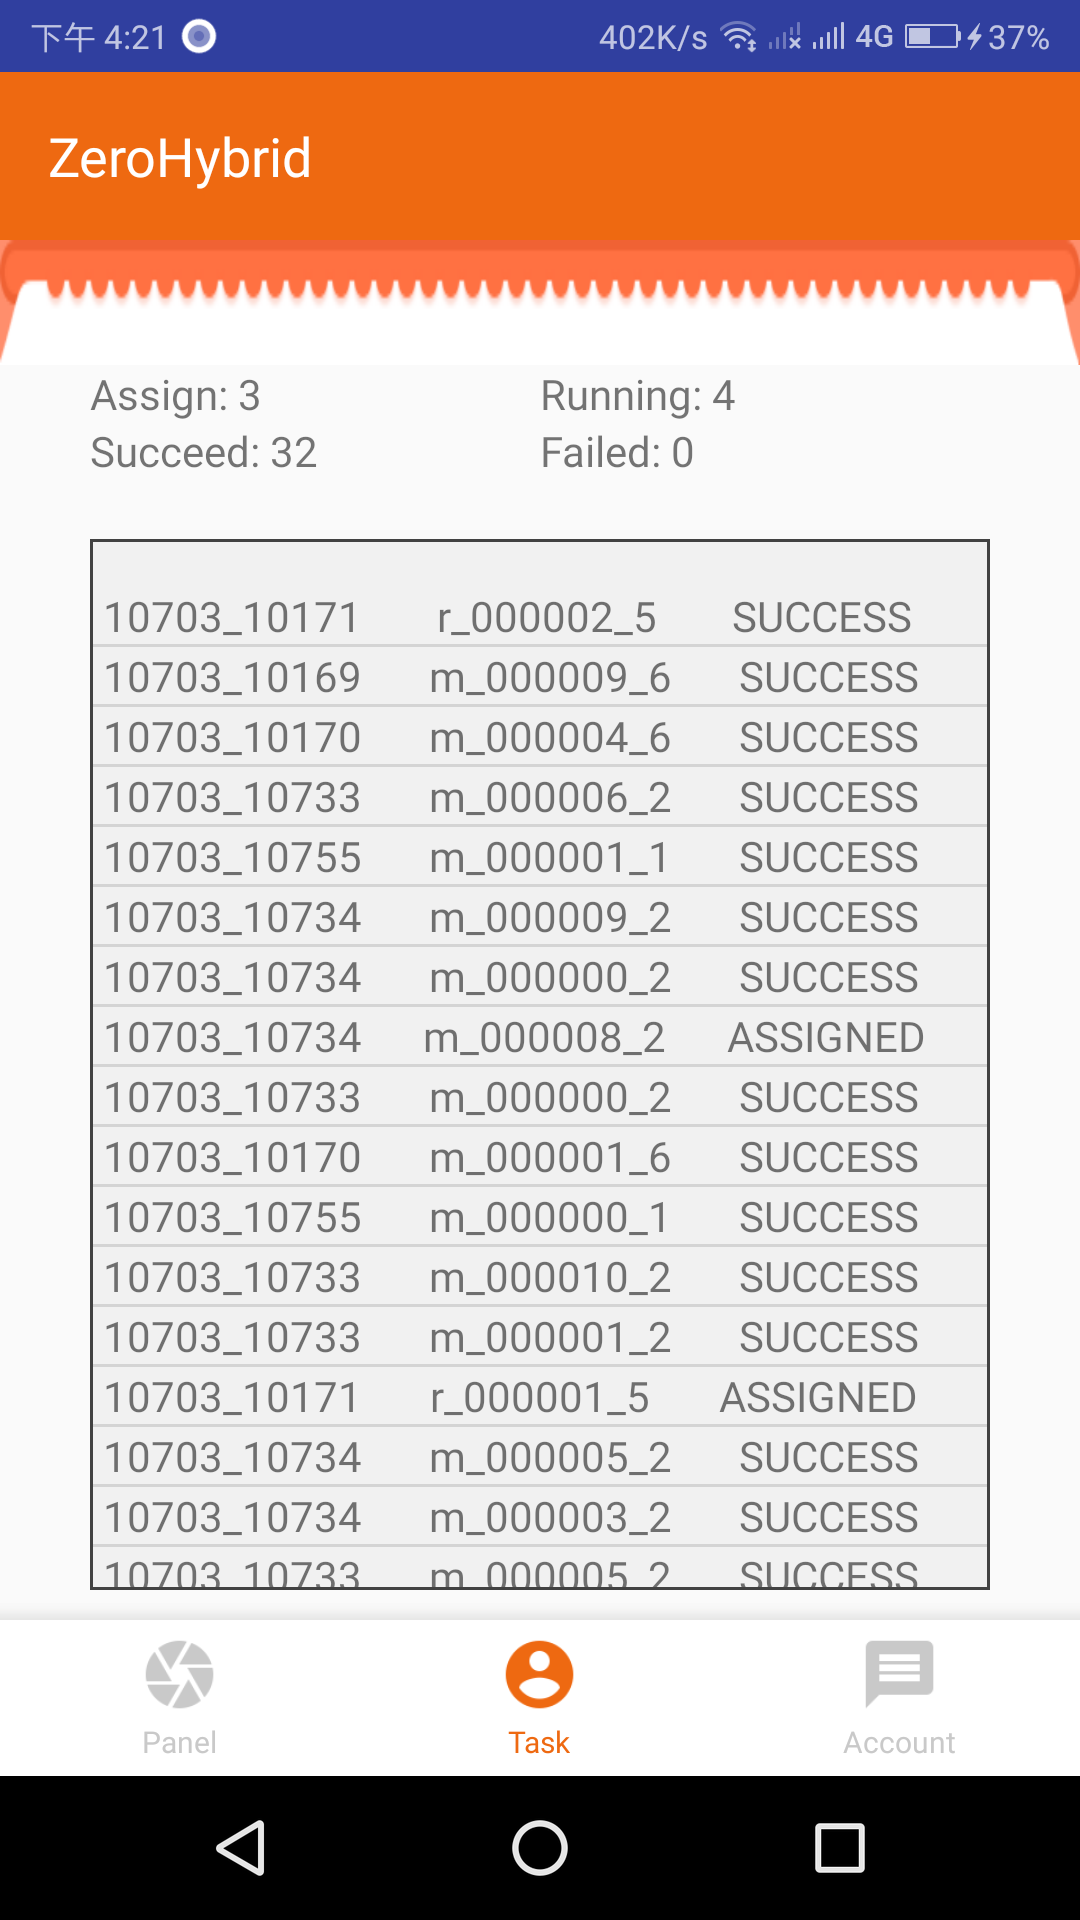 下午 4:21 402K/s 4G 37%
ZeroHybrid
Assign: 3 Running: 4
Succeed: 32 Failed: 0
10703_10171 r_000002_5 SUCCESS
10703_10169 m_000009_6 SUCCESS
10703_10170 m_000004_6 SUCCESS
10703_10733 m_000006_2 SUCCESS
10703_10755 m_000001_1 SUCCESS
10703_10734 m_000009_2 SUCCESS
10703_10734 m_000000_2 SUCCESS
10703_10734 m_000008_2 ASSIGNED
10703_10733 m_000000_2 SUCCESS
10703_10170 m_000001_6 SUCCESS
10703_10755 m_000000_1 SUCCESS
10703_10733 m_000010_2 SUCCESS
10703_10733 m_000001_2 SUCCESS
10703_10171 r_000001_5 ASSIGNED
10703_10734 m_000005_2 SUCCESS
10703_10734 m_000003_2 SUCCESS
10703_10733 m_000005_2 SUCCESS
Panel Task Account